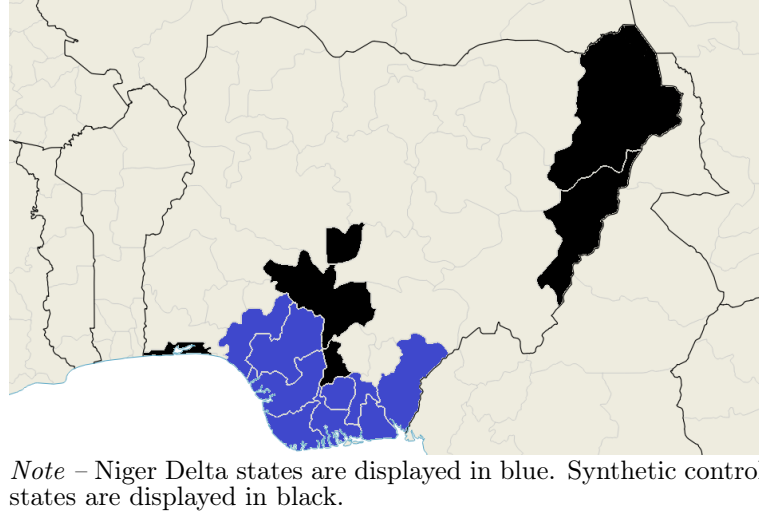 Note – Niger Delta states are displayed in blue. Synthetic control
states are displayed in black.